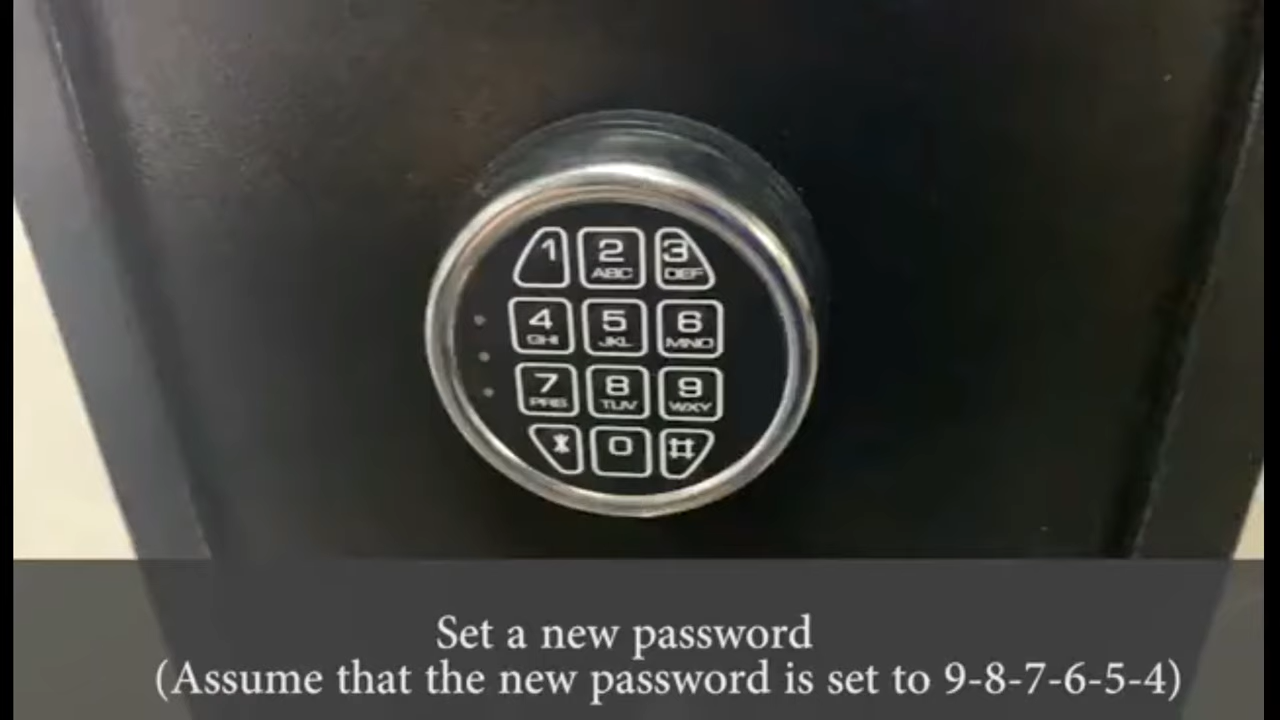 1 2 3
ABC DEF
4 5 6
GHI JKL MNO
7 8 9
PRS TUV WXY
* 0 #
Set a new password
(Assume that the new password is set to 9-8-7-6-5-4)